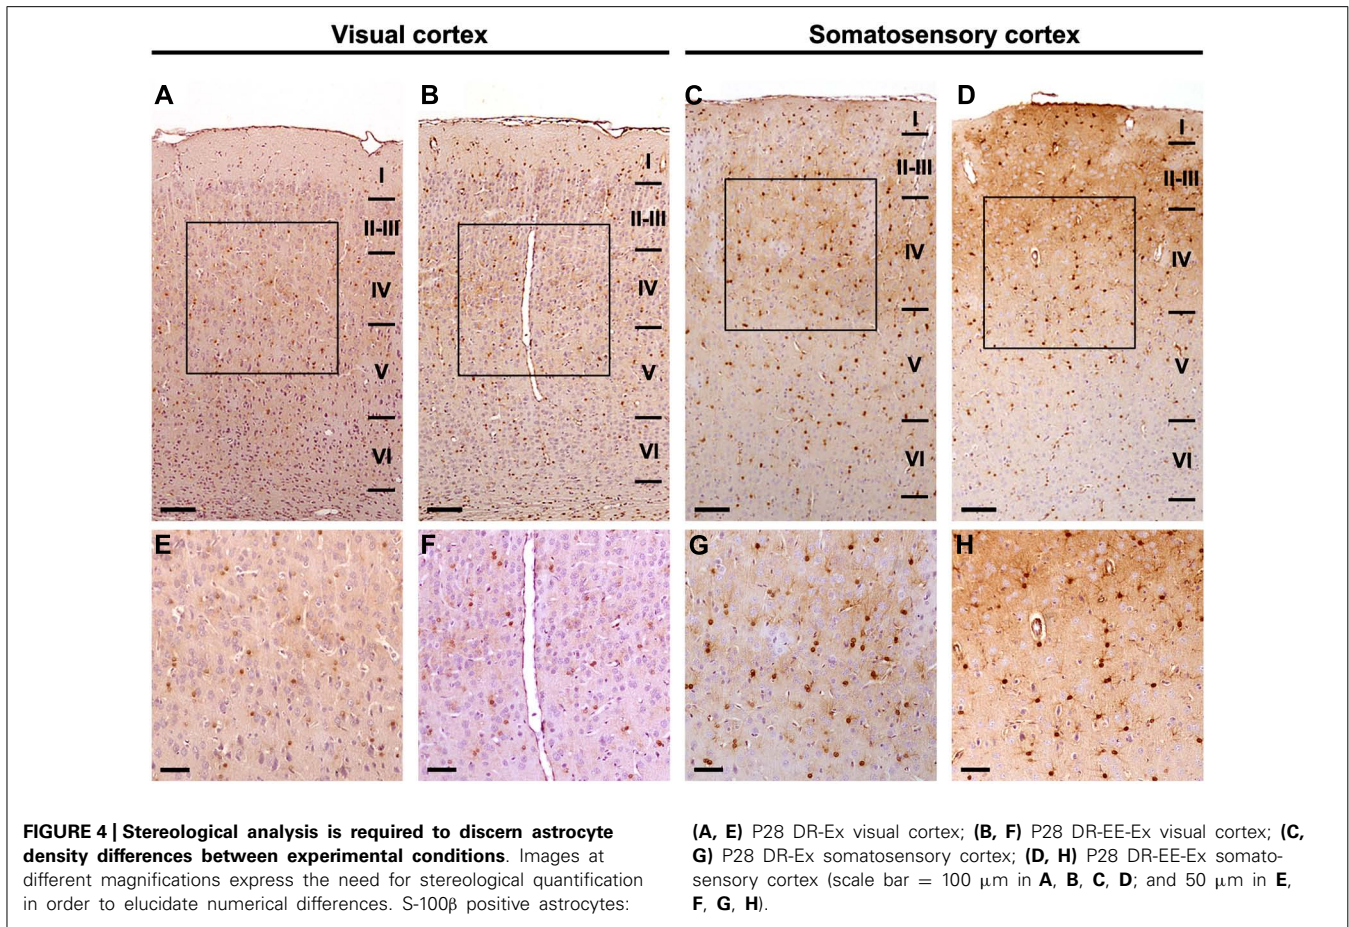 Visual cortex
Somatosensory cortex
A
I
II-III
IV
V
VI
B
I
II-III
IV
V
VI
C
I
II-III
IV
V
VI
D
I
II-III
IV
V
VI
E
F
G
H
FIGURE 4 | Stereological analysis is required to discern astrocyte
density differences between experimental conditions. Images at
different magnifications express the need for stereological quantification
in order to elucidate numerical differences. S-100β positive astrocytes:
(A, E) P28 DR-Ex visual cortex; (B, F) P28 DR-EE-Ex visual cortex; (C,
G) P28 DR-Ex somatosensory cortex; (D, H) P28 DR-EE-Ex somato-
sensory cortex (scale bar = 100 μm in A, B, C, D; and 50 μm in E,
F, G, H).